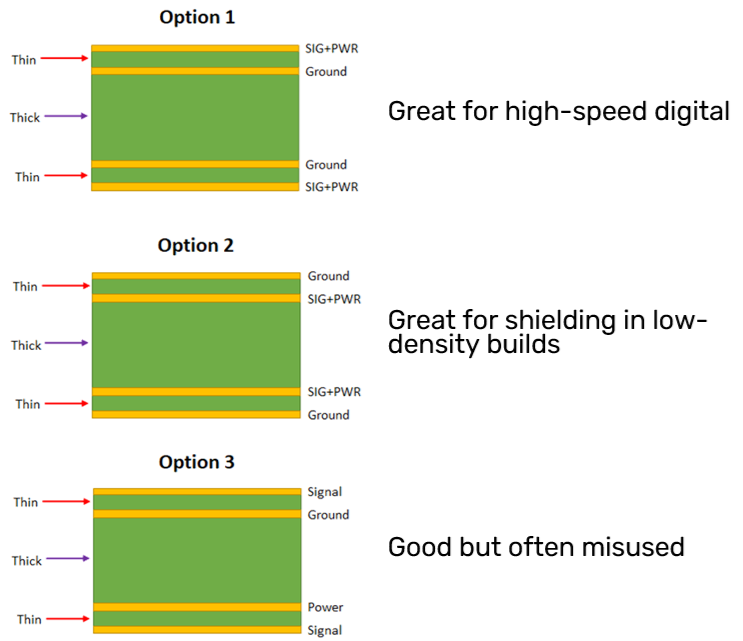 Option 1
Thin
SIG+PWR
Ground
Thick
Great for high-speed digital
Ground
Thin
SIG+PWR
Option 2
Ground
Thin
SIG+PWR
Thick
Great for shielding in low-
density builds
SIG+PWR
Thin
Ground
Option 3
Signal
Thin
Ground
Thick
Good but often misused
Power
Thin
Signal